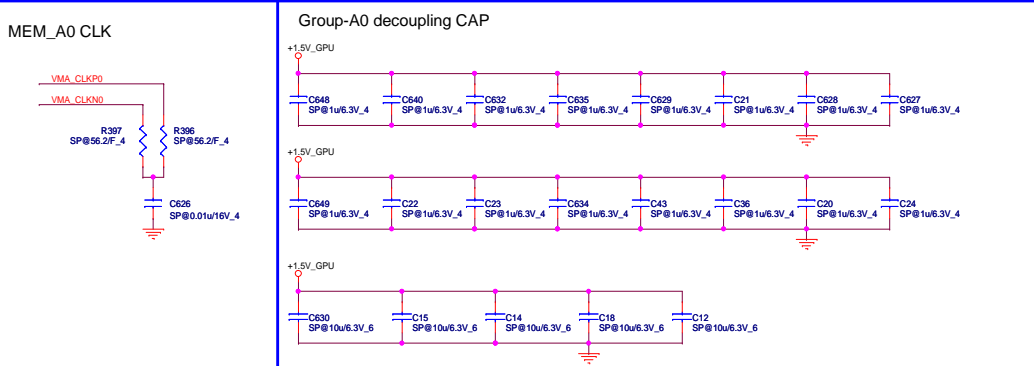 MEM_A0 CLK
VMA_CLKP0
VMA_CLKN0
R397
SP@56.2/F_4
R396
SP@56.2/F_4
C626
SP@0.01u/16V_4
Group-A0 decoupling CAP
+1.5V_GPU
C648
SP@1u/6.3V_4
C640
SP@1u/6.3V_4
C632
SP@1u/6.3V_4
C635
SP@1u/6.3V_4
C629
SP@1u/6.3V_4
C21
SP@1u/6.3V_4
C628
SP@1u/6.3V_4
C627
SP@1u/6.3V_4
+1.5V_GPU
C649
SP@1u/6.3V_4
C22
SP@1u/6.3V_4
C23
SP@1u/6.3V_4
C634
SP@1u/6.3V_4
C43
SP@1u/6.3V_4
C36
SP@1u/6.3V_4
C20
SP@1u/6.3V_4
C24
SP@1u/6.3V_4
+1.5V_GPU
C630
SP@10u/6.3V_6
C15
SP@10u/6.3V_6
C14
SP@10u/6.3V_6
C18
SP@10u/6.3V_6
C12
SP@10u/6.3V_6